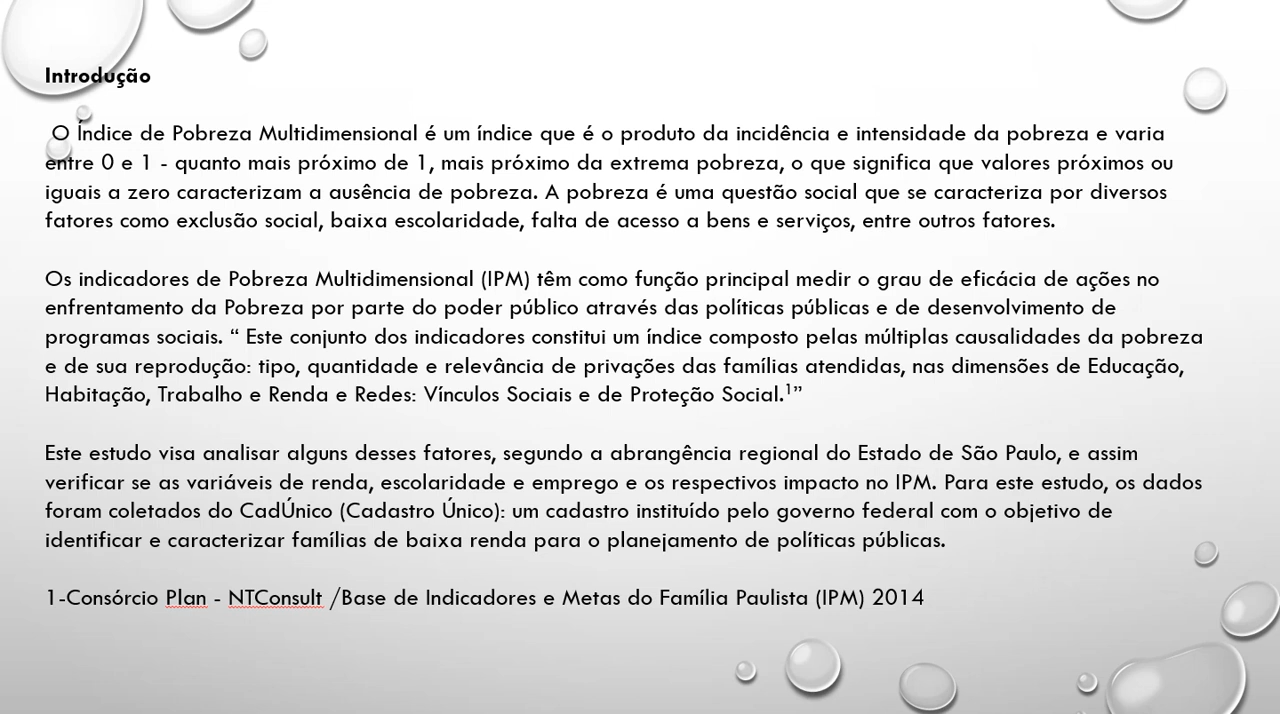 Introdução
O Índice de Pobreza Multidimensional é um índice que é o produto da incidência e intensidade da pobreza e varia
entre 0 e 1 - quanto mais próximo de 1, mais próximo da extrema pobreza, o que significa que valores próximos ou
iguais a zero caracterizam a ausência de pobreza. A pobreza é uma questão social que se caracteriza por diversos
fatores como exclusão social, baixa escolaridade, falta de acesso a bens e serviços, entre outros fatores.
Os indicadores de Pobreza Multidimensional (IPM) têm como função principal medir o grau de eficácia de ações no
enfrentamento da Pobreza por parte do poder público através das políticas públicas e de desenvolvimento de
programas sociais. “ Este conjunto dos indicadores constitui um índice composto pelas múltiplas causalidades da pobreza
e de sua reprodução: tipo, quantidade e relevância de privações das famílias atendidas, nas dimensões de Educação,
Habitação, Trabalho e Renda e Redes: Vínculos Sociais e de Proteção Social.¹”
Este estudo visa analisar alguns desses fatores, segundo a abrangência regional do Estado de São Paulo, e assim
verificar se as variáveis de renda, escolaridade e emprego e os respectivos impacto no IPM. Para este estudo, os dados
foram coletados do CadÚnico (Cadastro Único): um cadastro instituído pelo governo federal com o objetivo de
identificar e caracterizar famílias de baixa renda para o planejamento de políticas públicas.
1-Consórcio Plan - NTConsult /Base de Indicadores e Metas do Família Paulista (IPM) 2014